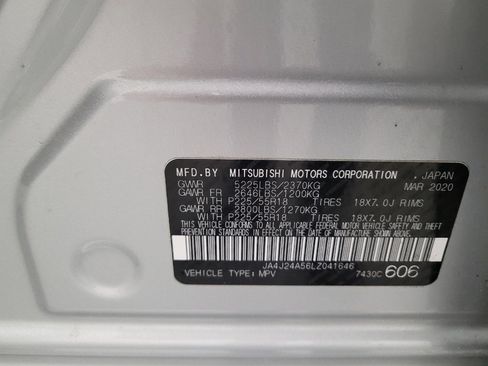 MFD.BY MITSUBISHI MOTORS CORPORATION .JAPAN
GVWR 5225LBS/2370KG MAR 2020
GAWR FR 2646LBS/1200KG
WITH P225/55R18 TIRES 18X7.0J RIMS
GAWR RR 2800LBS/1270KG
WITH P225/55R18 TIRES 18X7.0J RIMS
THIS VEHICLE CONFORMS TO ALL APPLICABLE
FEDERAL MOTOR VEHICLE SAFETY AND THEFT
PREVENTION STANDARDS IN EFFECT ON THE
DATE OF MANUFACTURE SHOWN ABOVE.
JA4J24A56LZ041646
VEHICLE TYPE: MPV 7430C 606